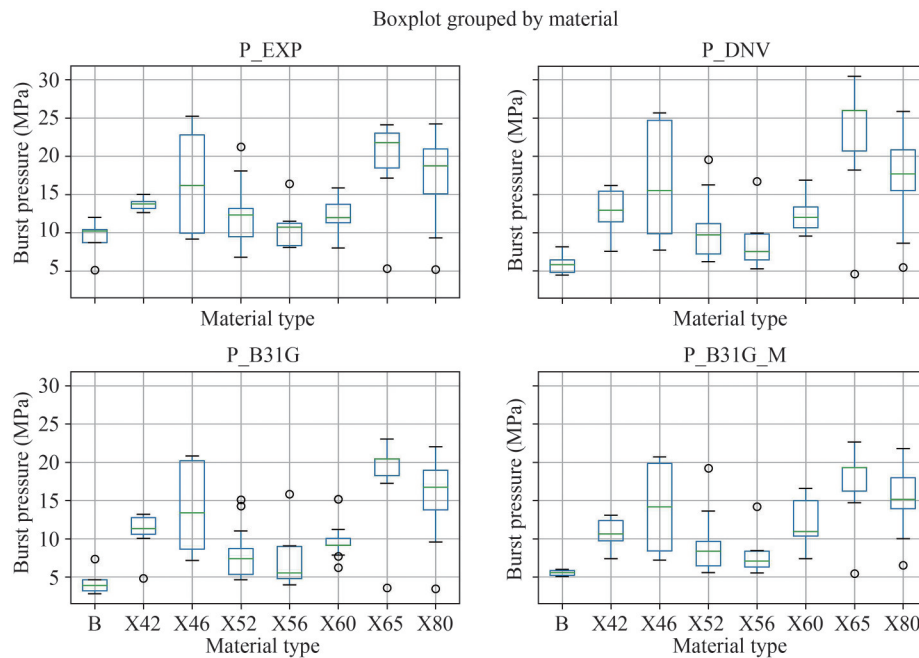 Boxplot grouped by material
P_EXP
P_DNV
Burst pressure (MPa)
30
25
20
15
10
5
Material type
Burst pressure (MPa)
Material type
P_B31G
P_B31G_M
Burst pressure (MPa)
30
25
20
15
10
5
B X42 X46 X52 X56 X60 X65 X80
Material type
Burst pressure (MPa)
B X42 X46 X52 X56 X60 X65 X80
Material type